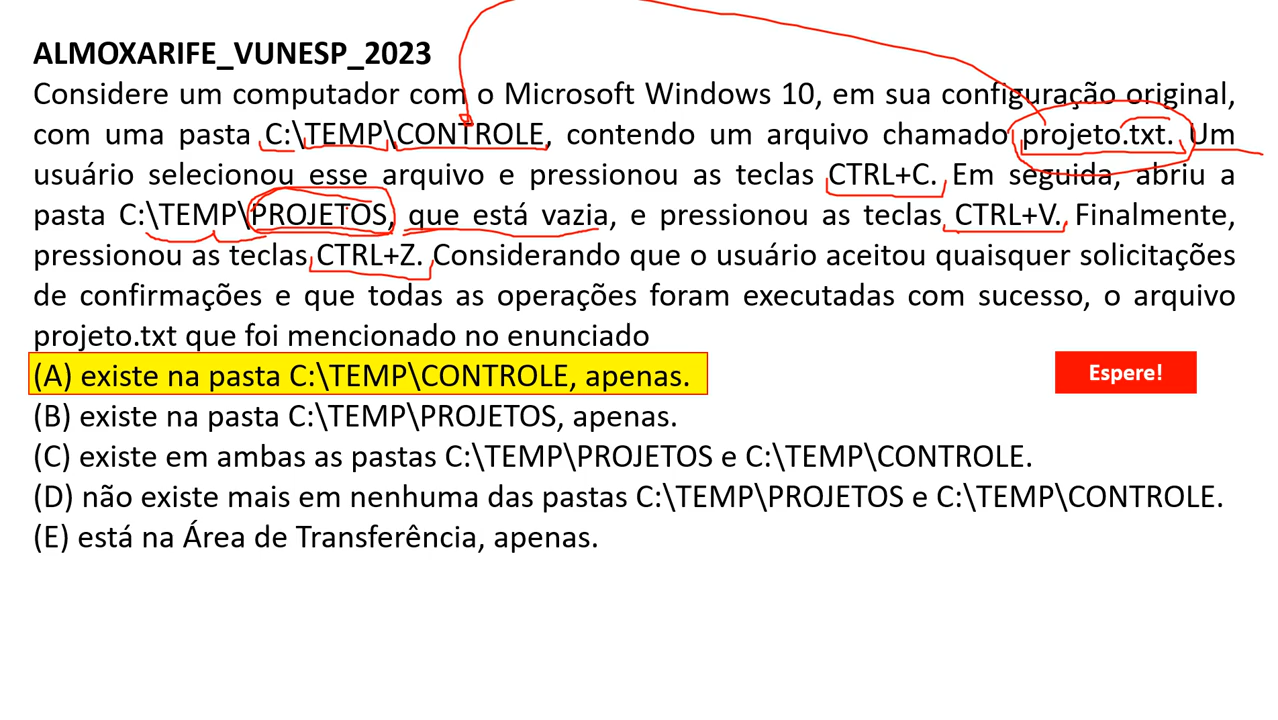 ALMOXARIFE_VUNESP_2023
Considere um computador com o Microsoft Windows 10, em sua configuração original,
com uma pasta C:\TEMP\CONTROLE, contendo um arquivo chamado projeto.txt. Um
usuário selecionou esse arquivo e pressionou as teclas CTRL+C. Em seguida, abriu a
pasta C:\TEMP\PROJETOS, que está vazia, e pressionou as teclas CTRL+V. Finalmente,
pressionou as teclas CTRL+Z. Considerando que o usuário aceitou quaisquer solicitações
de confirmações e que todas as operações foram executadas com sucesso, o arquivo
projeto.txt que foi mencionado no enunciado
(A) existe na pasta C:\TEMP\CONTROLE, apenas.
Espere!
(B) existe na pasta C:\TEMP\PROJETOS, apenas.
(C) existe em ambas as pastas C:\TEMP\PROJETOS e C:\TEMP\CONTROLE.
(D) não existe mais em nenhuma das pastas C:\TEMP\PROJETOS e C:\TEMP\CONTROLE.
(E) está na Área de Transferência, apenas.